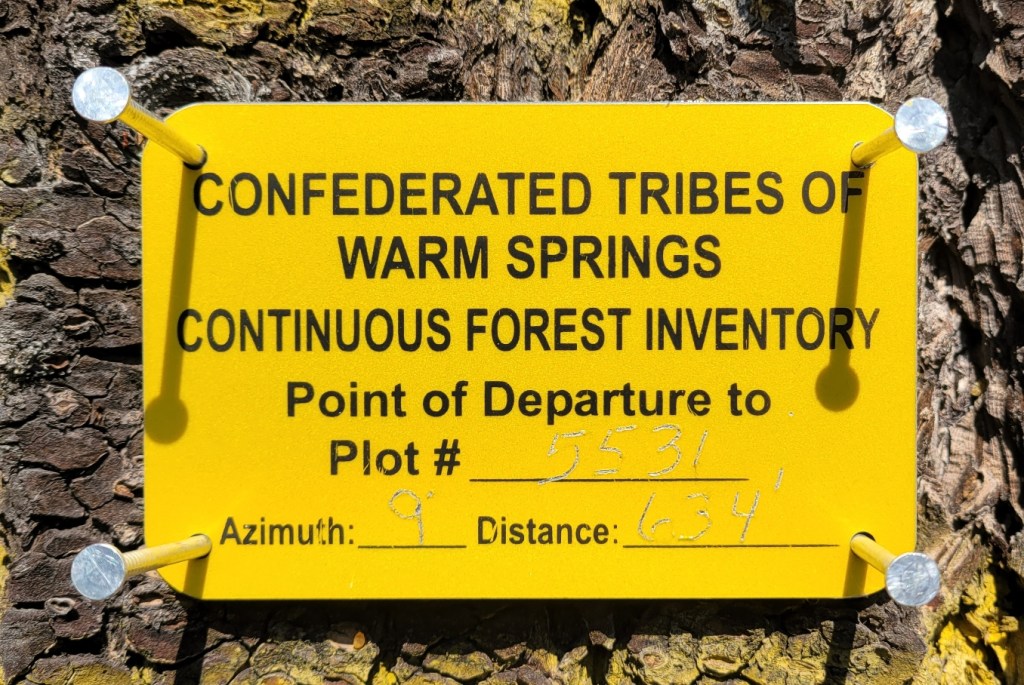 CONFEDERATED TRIBES OF
WARM SPRINGS
CONTINUOUS FOREST INVENTORY
Point of Departure to
Plot # 5531
Azimuth: 9° Distance: 634'